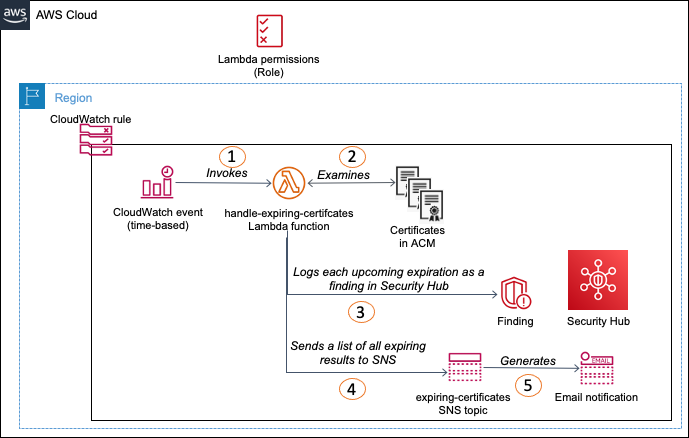 aws
AWS Cloud
Lambda permissions
(Role)
Region
CloudWatch rule
1
Invokes
2
Examines
CloudWatch event
(time-based)
handle-expiring-certifcates
Lambda function
Certificates
in ACM
Logs each upcoming expiration as a
finding in Security Hub
3
Finding
Security Hub
Sends a list of all expiring
results to SNS
4
expiring-certificates
SNS topic
Generates
5
EMAIL
Email notification